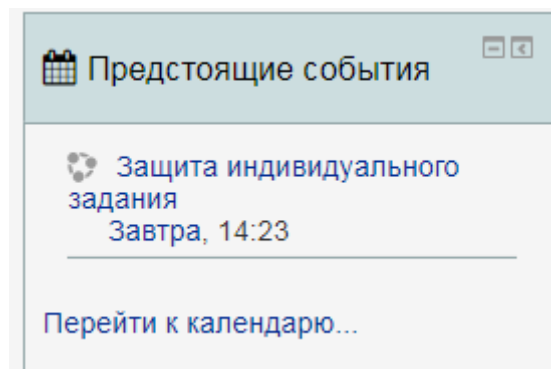 Предстоящие события
Защита индивидуального
задания
Завтра, 14:23
Перейти к календарю...